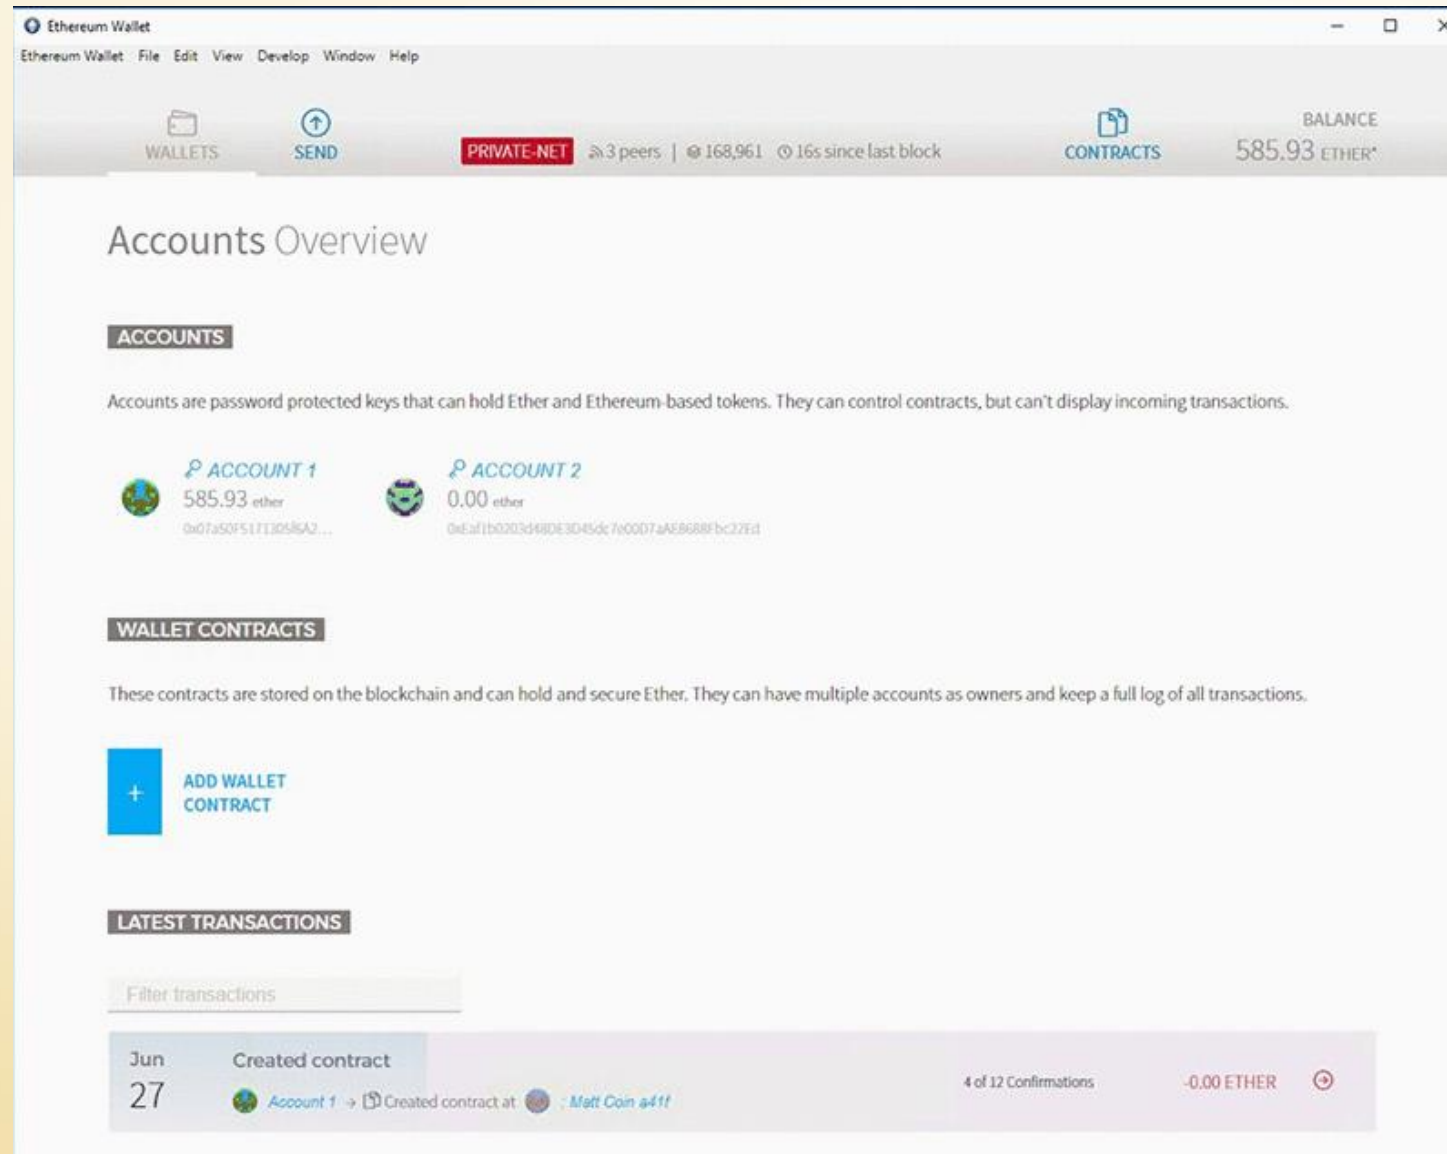 Ethereum Wallet
Ethereum Wallet File Edit View Develop Window Help
WALLETS
SEND
PRIVATE-NET 3 peers | 168,961 16s since last block
CONTRACTS
BALANCE
585.93 ETHER*
Accounts Overview
ACCOUNTS
Accounts are password protected keys that can hold Ether and Ethereum-based tokens. They can control contracts, but can't display incoming transactions.
ACCOUNT 1
585.93 ether
ACCOUNT 2
0.00 ether
WALLET CONTRACTS
These contracts are stored on the blockchain and can hold and secure Ether. They can have multiple accounts as owners and keep a full log of all transactions.
+
ADD WALLET
CONTRACT
LATEST TRANSACTIONS
Filter transactions
Jun
27
Created contract
Account 1 → Created contract at : Matt Coin a41f
4 of 12 Confirmations
-0.00 ETHER